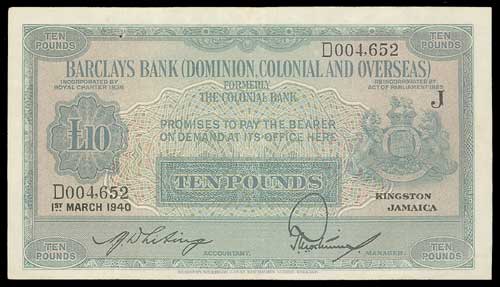 TEN POUNDS
TEN POUNDS
D004,652
BARCLAYS BANK (DOMINION, COLONIAL AND OVERSEAS)
INCORPORATED BY ROYAL CHARTER 1836
FORMERLY
REINCORPORATED BY ACT OF PARLIAMENT 1925
THE COLONIAL BANK
J
£10
PROMISES TO PAY THE BEARER
ON DEMAND AT ITS OFFICE HERE
TEN POUNDS
D004,652
1ST MARCH 1940
KINGSTON
JAMAICA
ACCOUNTANT.
MANAGER.
TEN POUNDS
TEN POUNDS